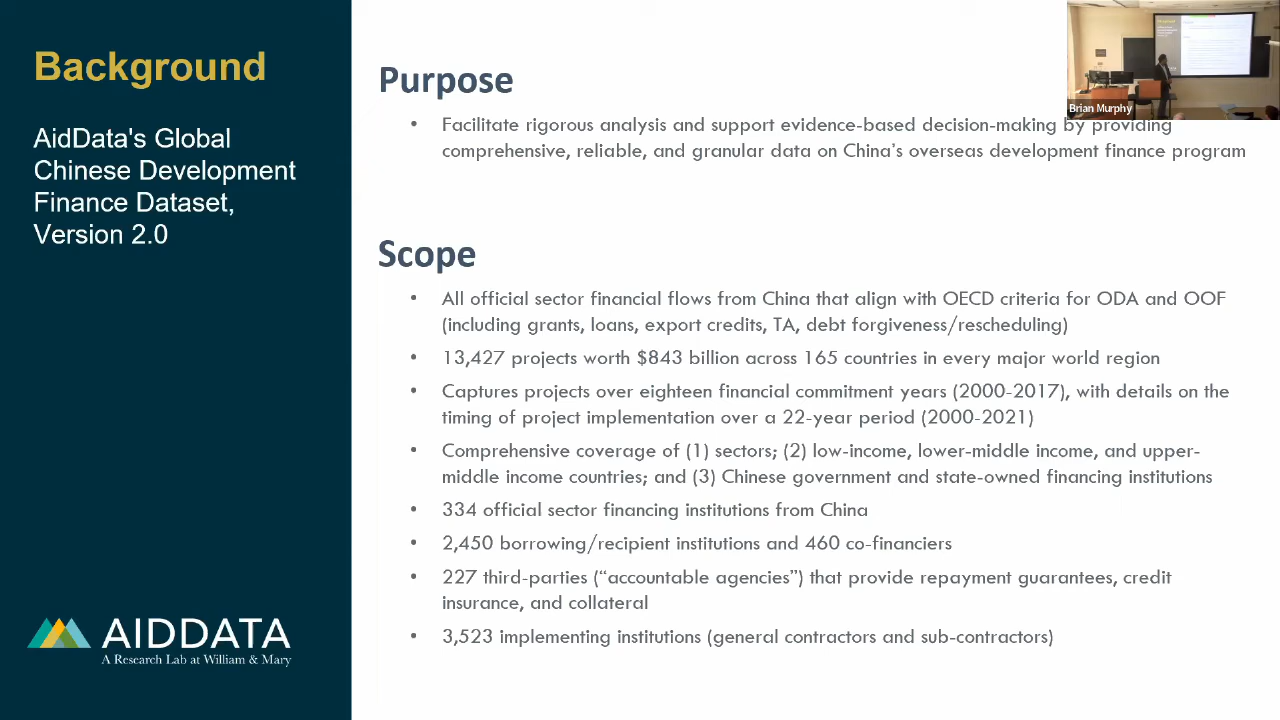 Background
AidData's Global
Chinese Development
Finance Dataset,
Version 2.0
AIDDATA
A Research Lab at William & Mary
Purpose
• Facilitate rigorous analysis and support evidence-based decision-making by providing
comprehensive, reliable, and granular data on China’s overseas development finance program
Scope
• All official sector financial flows from China that align with OECD criteria for ODA and OOF
(including grants, loans, export credits, TA, debt forgiveness/rescheduling)
• 13,427 projects worth $843 billion across 165 countries in every major world region
• Captures projects over eighteen financial commitment years (2000-2017), with details on the
timing of project implementation over a 22-year period (2000-2021)
• Comprehensive coverage of (1) sectors; (2) low-income, lower-middle income, and upper-
middle income countries; and (3) Chinese government and state-owned financing institutions
• 334 official sector financing institutions from China
• 2,450 borrowing/recipient institutions and 460 co-financiers
• 227 third-parties (“accountable agencies”) that provide repayment guarantees, credit
insurance, and collateral
• 3,523 implementing institutions (general contractors and sub-contractors)
Brian Murphy